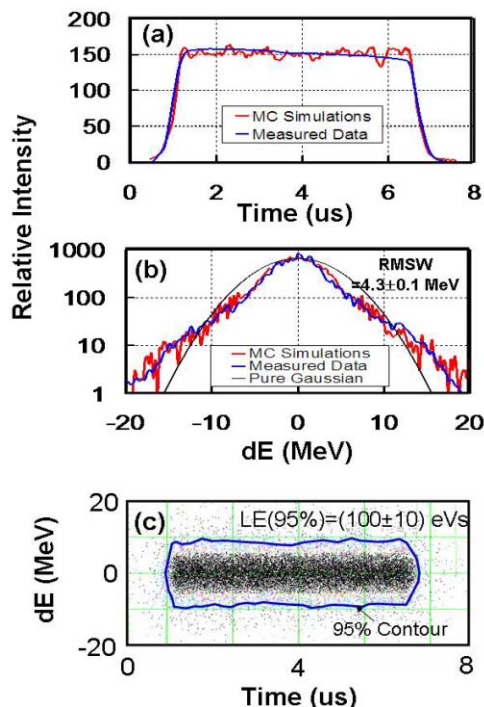 Relative Intensity
200
150
100
50
0
(a)
MC Simulations
Measured Data
0 2 4 6 8
Time (us)
1000
100
10
1
(b)
RMSW
=4.3±0.1 MeV
MC Simulations
Measured Data
Pure Gaussian
-20 -10 0 10 20
dE (MeV)
dE (MeV)
20
0
-20
(c)
LE(95%)=(100±10) eVs
95% Contour
0 4 8
Time (us)